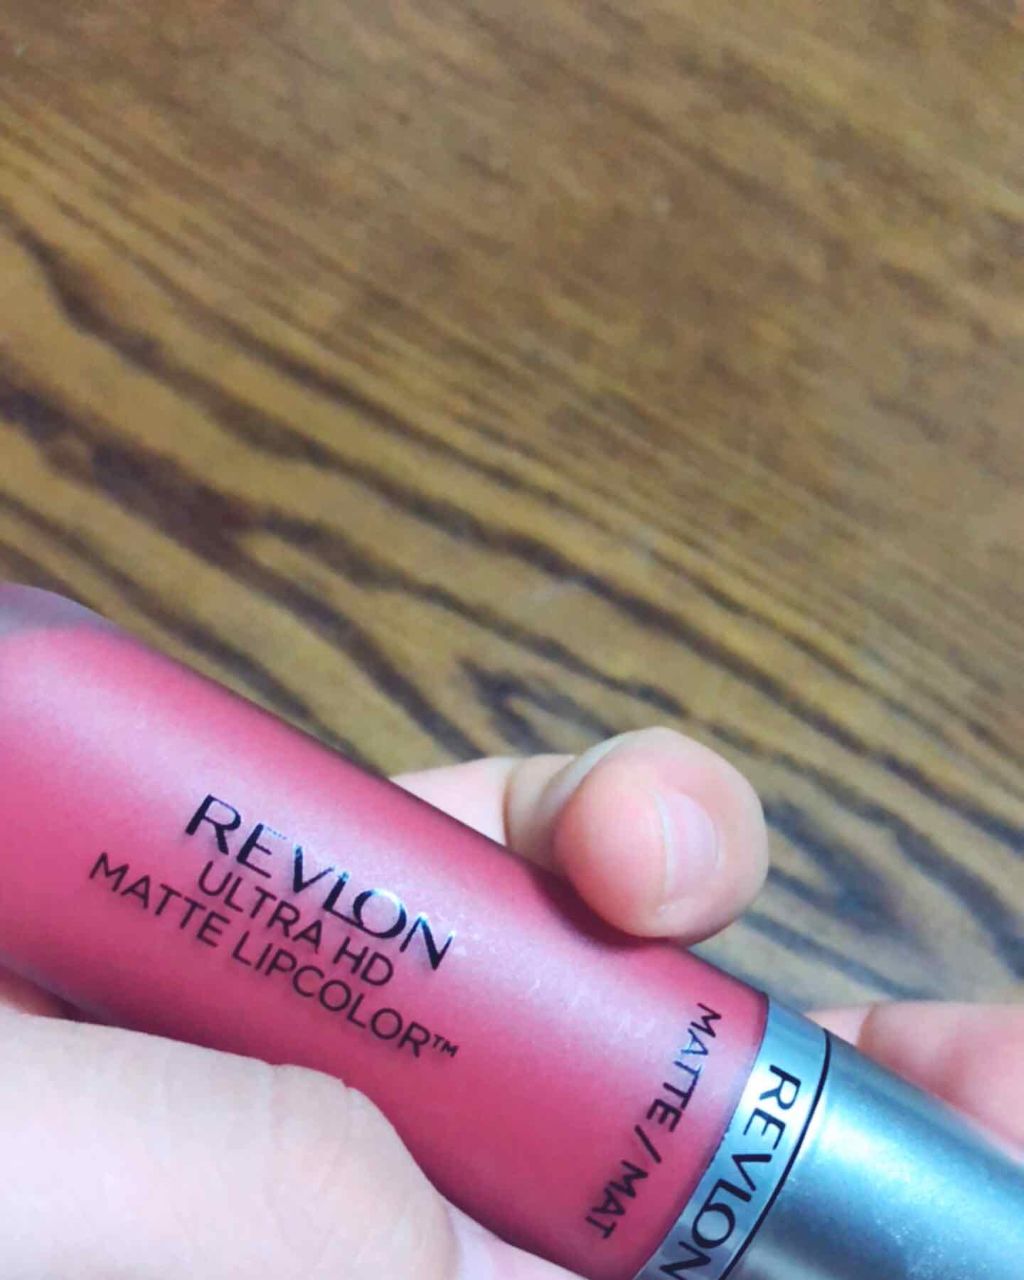 REVLON
ULTRA HD
MATTE LIPCOLOR™
MATTE / MAT
REVLON